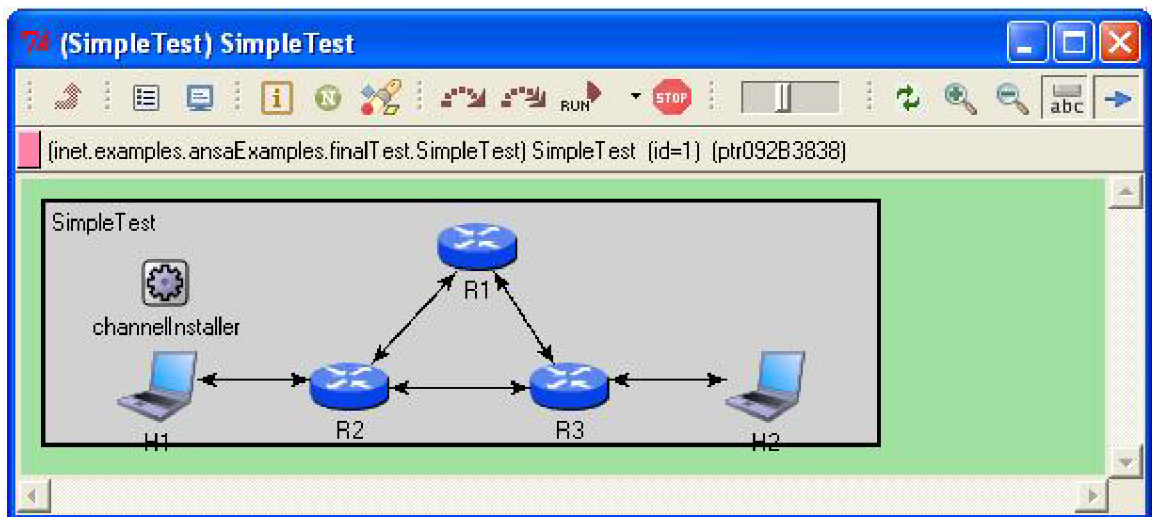 (SimpleTest) SimpleTest
i
N
RUN
STOP
abc
(inet.examples.ansaExamples.finalTest.SimpleTest) SimpleTest (id=1) (ptr092B3838)
SimpleTest
R1
channelInstaller
H1
R2
R3
H2